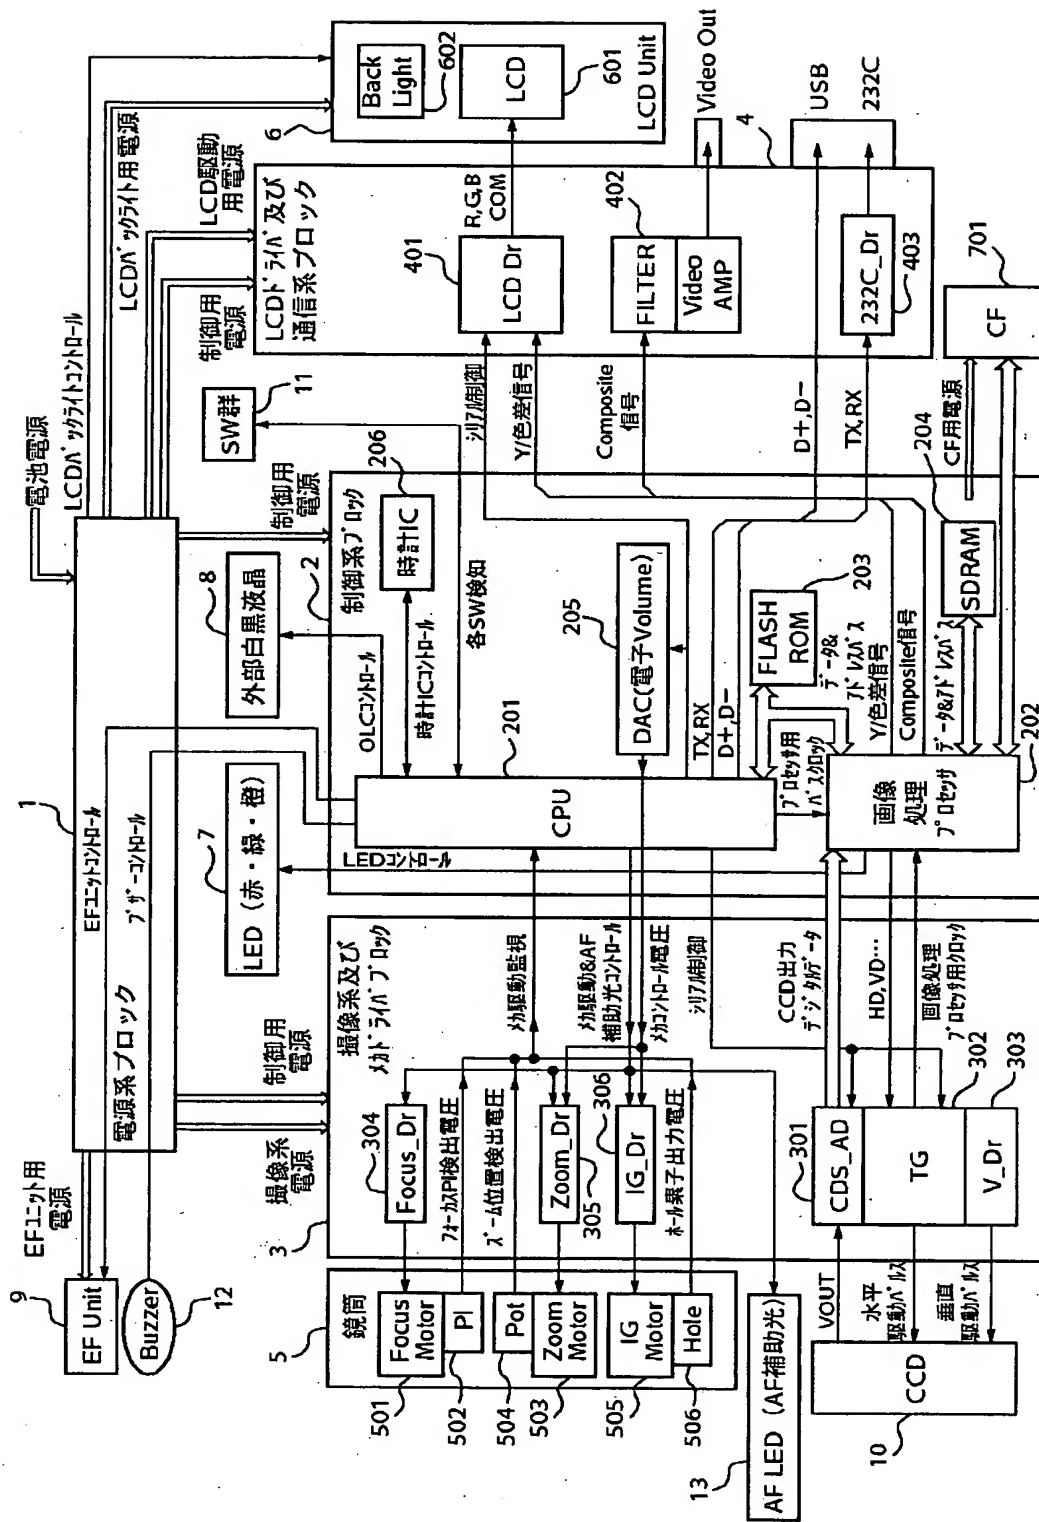 電池電源
1
電源系ブロック
EFユニットコントロール
ブザーコントロール
EFユニット用
電源
9
EF Unit
Buzzer
12
LCDバックライトコントロール
LCDバックライト用電源
LCD駆動
用電源
制御用
電源
制御用
電源
制御用
電源
撮像系
電源
7
LED（赤・緑・橙）
8
外部白黒液晶
11
SW群
6
Back
Light
602
LCD
601
LCD Unit
LCDドライバ及び
通信系ブロック
4
R,G,B
COM
401
LCD Dr
402
FILTER
Video
AMP
232C_Dr
403
Video Out
USB
232C
701
CF
シリアル制御
Y/色差信号
Composite
信号
D+,D−
TX,RX
CF用電源
2
制御系ブロック
206
時計IC
時計ICコントロール
OLCコントロール
各SW検知
LEDコントロール
201
CPU
205
DAC(電子Volume)
TX,RX
D+,D−
203
FLASH
ROM
データ&
アドレスバス
204
SDRAM
データ&アドレスバス
Y/色差信号
Composite信号
プロセッサ用
バスクロック
画像
処理
プロセッサ
202
3
撮像系及び
メカドライバブロック
メカ駆動監視
メカ駆動&AF
補助光コントロール
メカコントロール電圧
シリアル制御
CCD出力
デジタルデータ
HD,VD…
画像処理
プロセッサ用クロック
304
Focus_Dr
フォーカスPI検出電圧
ズーム位置検出電圧
Zoom_Dr
305
306
IG_Dr
ホール素子出力電圧
301
CDS_AD
TG
302
V_Dr
303
5
鏡筒
Focus
Motor
501
PI
502
Pot
504
Zoom
Motor
503
IG
Motor
505
Hole
506
13
AF LED（AF補助光）
VOUT
水平
駆動パルス
垂直
駆動パルス
CCD
10